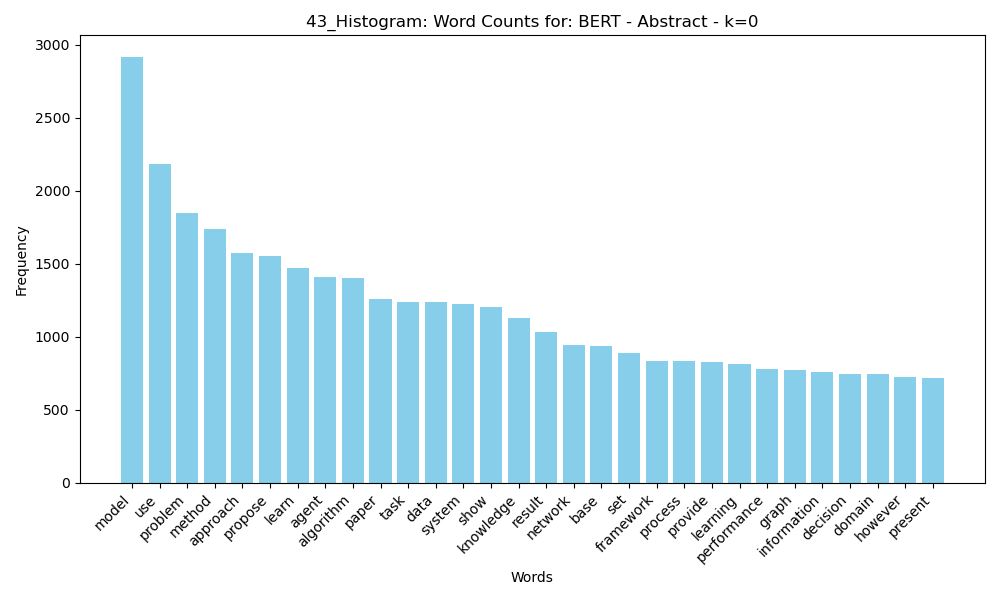 43_Histogram: Word Counts for: BERT - Abstract - k=0
Frequency
3000
2500
2000
1500
1000
500
0
model
use
problem
method
approach
propose
learn
agent
algorithm
paper
task
data
system
show
knowledge
result
network
base
set
framework
process
provide
learning
performance
graph
information
decision
domain
however
present
Words